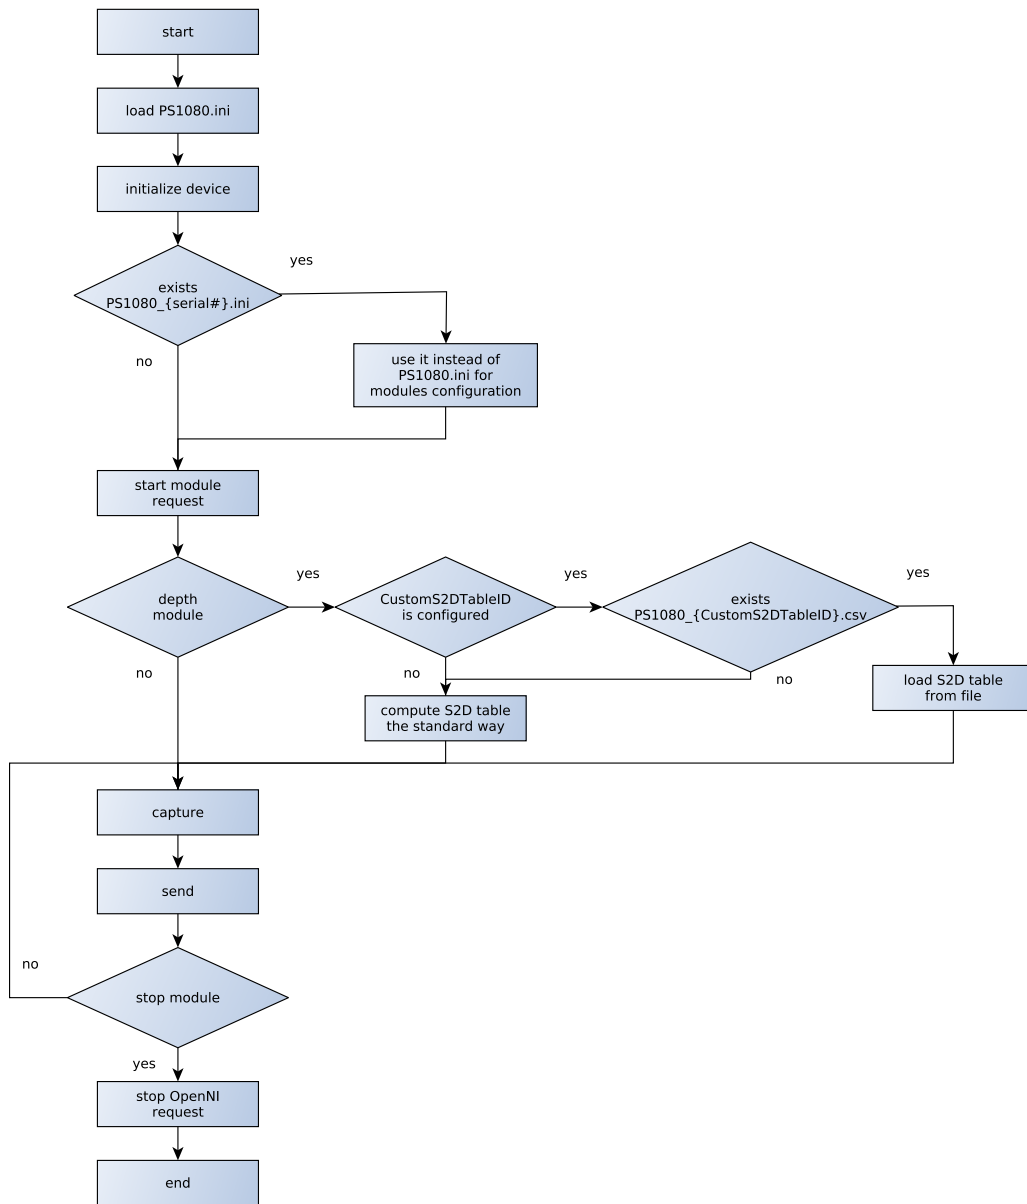 start
load PS1080.ini
initialize device
yes
exists
PS1080_{serial#}.ini
no
use it instead of
PS1080.ini for
modules configuration
start module
request
yes
yes
yes
depth
module
CustomS2DTableID
is configured
exists
PS1080_{CustomS2DTableID}.csv
no
no
no
load S2D table
from file
compute S2D table
the standard way
capture
send
no
stop module
yes
stop OpenNI
request
end